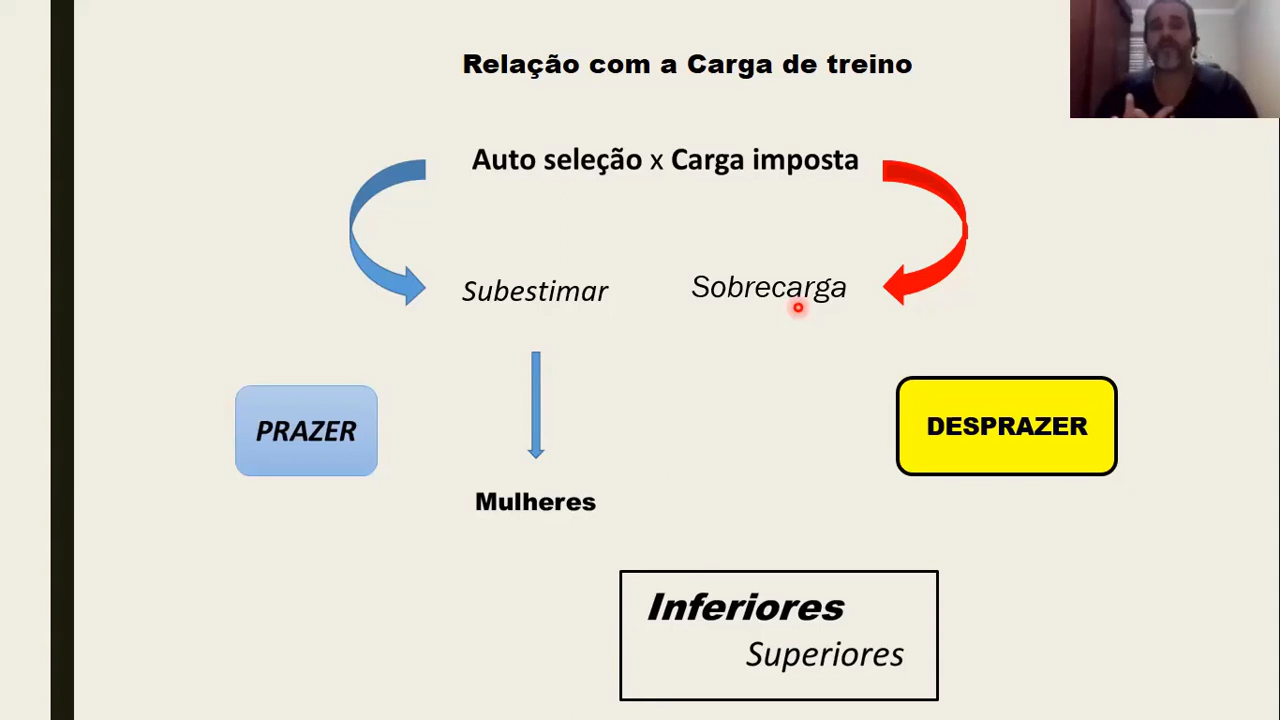 Relação com a Carga de treino
Auto seleção x Carga imposta
Subestimar
Sobrecarga
PRAZER
DESPRAZER
Mulheres
Inferiores
Superiores